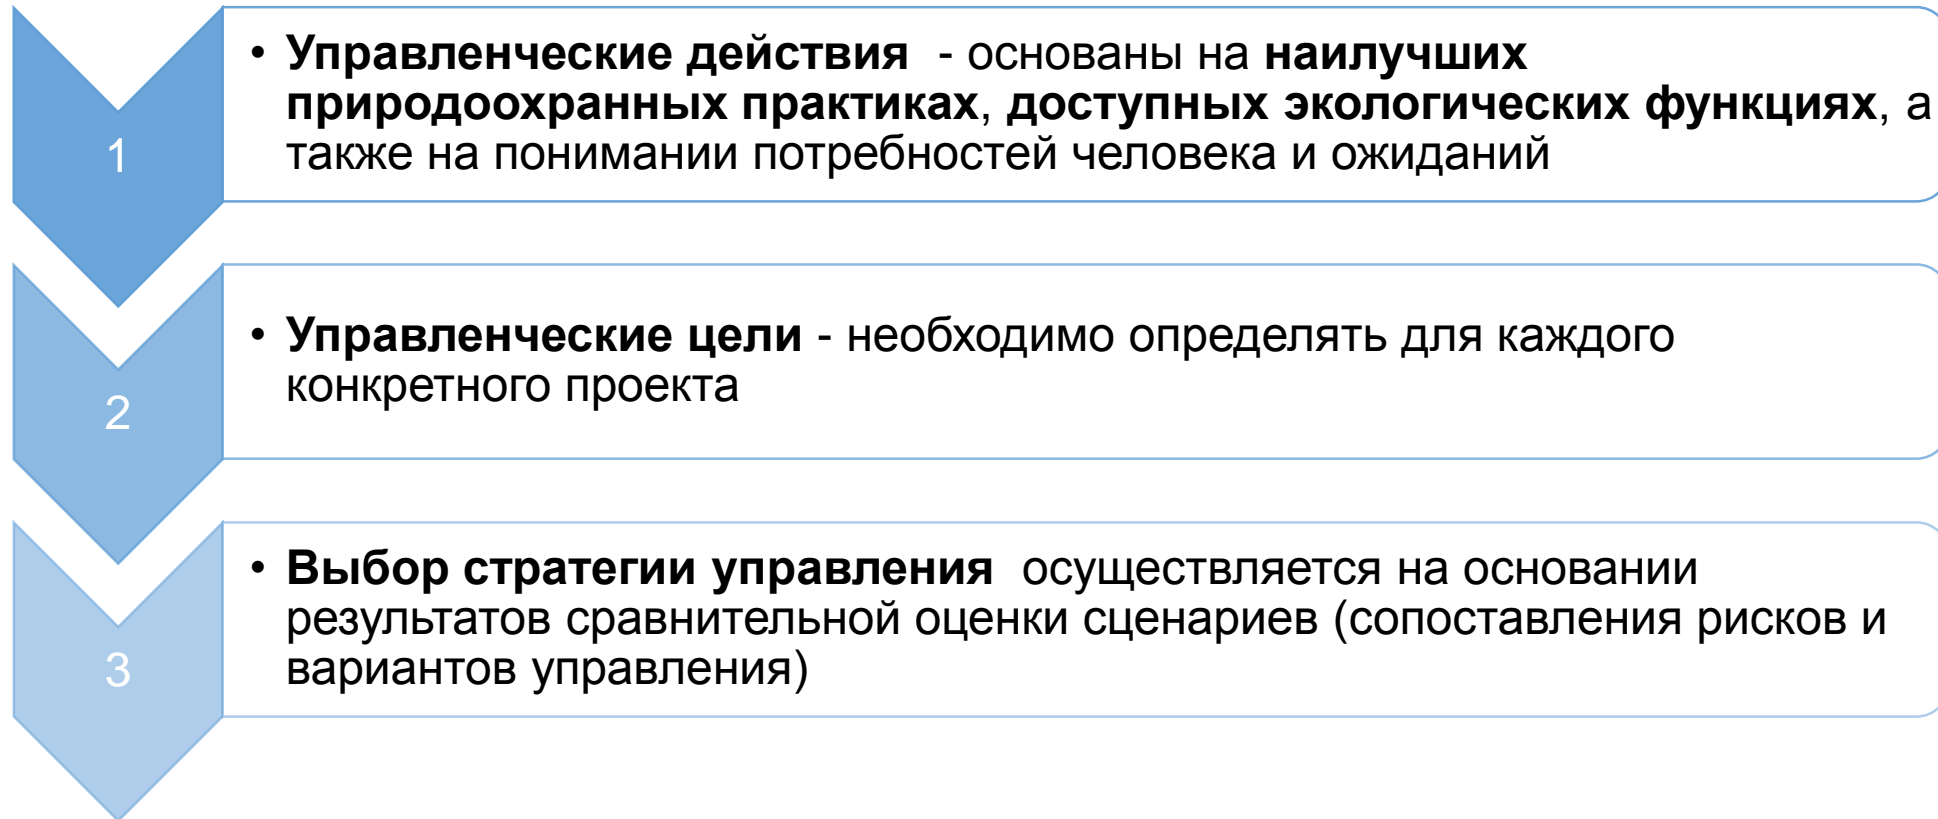 1
• Управленческие действия  - основаны на наилучших
природоохранных практиках, доступных экологических функциях, а
также на понимании потребностей человека и ожиданий
2
• Управленческие цели - необходимо определять для каждого
конкретного проекта
3
• Выбор стратегии управления  осуществляется на основании
результатов сравнительной оценки сценариев (сопоставления рисков и
вариантов управления)